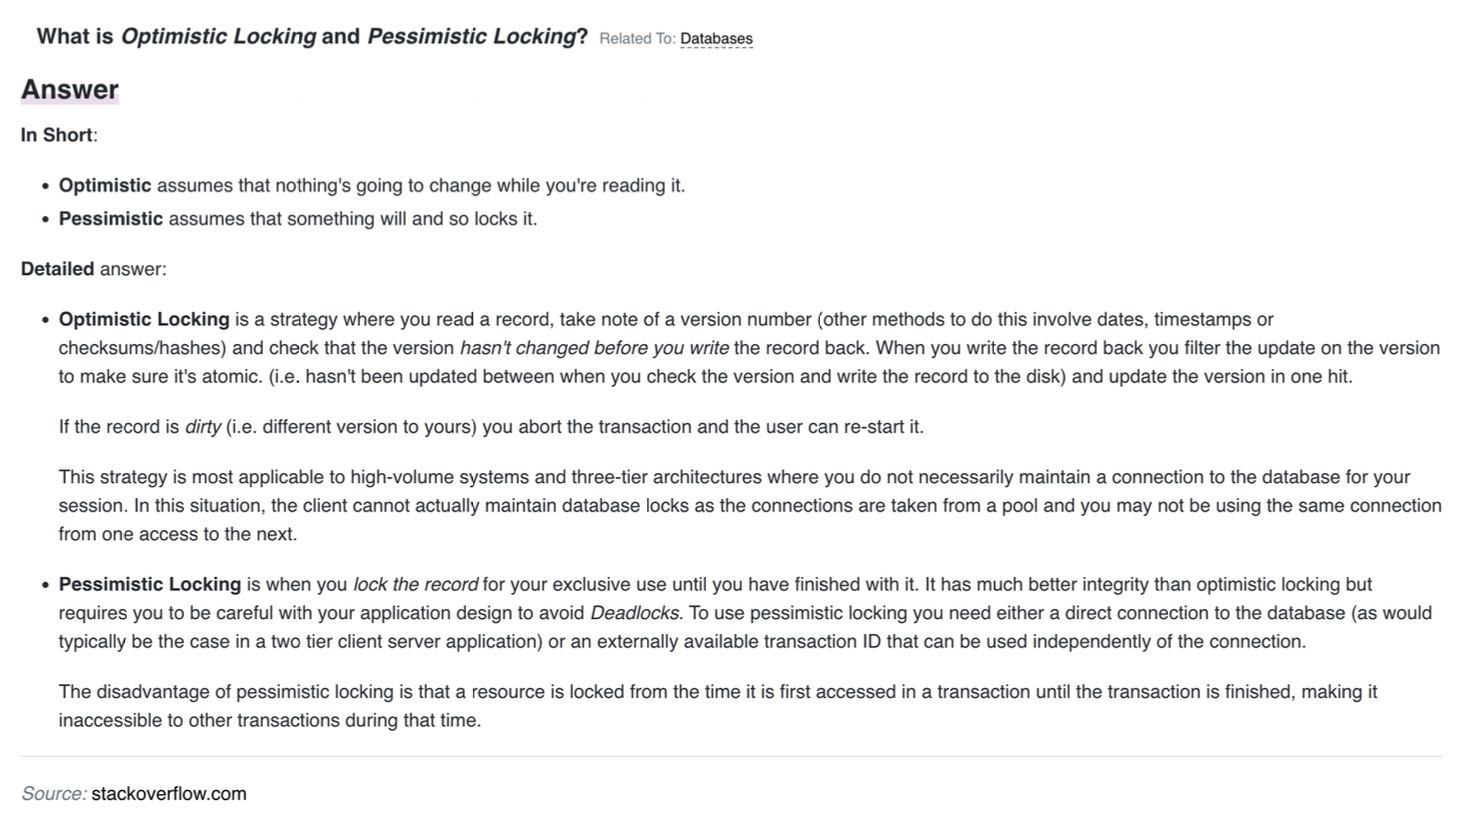 What is Optimistic Locking and Pessimistic Locking? Related To: Databases
Answer
In Short:
• Optimistic assumes that nothing's going to change while you're reading it.
• Pessimistic assumes that something will and so locks it.
Detailed answer:
• Optimistic Locking is a strategy where you read a record, take note of a version number (other methods to do this involve dates, timestamps or
checksums/hashes) and check that the version hasn't changed before you write the record back. When you write the record back you filter the update on the version
to make sure it's atomic. (i.e. hasn't been updated between when you check the version and write the record to the disk) and update the version in one hit.
If the record is dirty (i.e. different version to yours) you abort the transaction and the user can re-start it.
This strategy is most applicable to high-volume systems and three-tier architectures where you do not necessarily maintain a connection to the database for your
session. In this situation, the client cannot actually maintain database locks as the connections are taken from a pool and you may not be using the same connection
from one access to the next.
• Pessimistic Locking is when you lock the record for your exclusive use until you have finished with it. It has much better integrity than optimistic locking but
requires you to be careful with your application design to avoid Deadlocks. To use pessimistic locking you need either a direct connection to the database (as would
typically be the case in a two tier client server application) or an externally available transaction ID that can be used independently of the connection.
The disadvantage of pessimistic locking is that a resource is locked from the time it is first accessed in a transaction until the transaction is finished, making it
inaccessible to other transactions during that time.
Source: stackoverflow.com